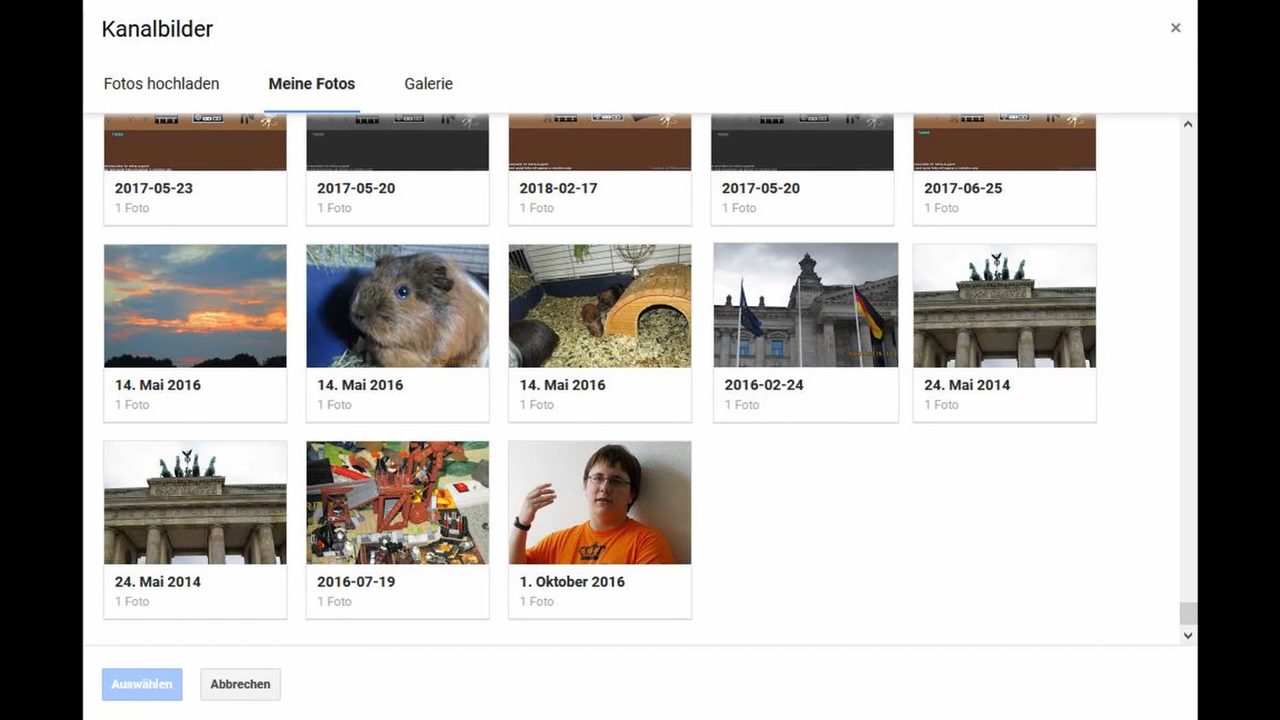 Kanalbilder
×
Fotos hochladen Meine Fotos Galerie
2017-05-23 2017-05-20 2018-02-17 2017-05-20 2017-06-25
1 Foto 1 Foto 1 Foto 1 Foto 1 Foto
14. Mai 2016 14. Mai 2016 14. Mai 2016 2016-02-24 24. Mai 2014
1 Foto 1 Foto 1 Foto 1 Foto 1 Foto
24. Mai 2014 2016-07-19 1. Oktober 2016
1 Foto 1 Foto 1 Foto
Auswählen Abbrechen